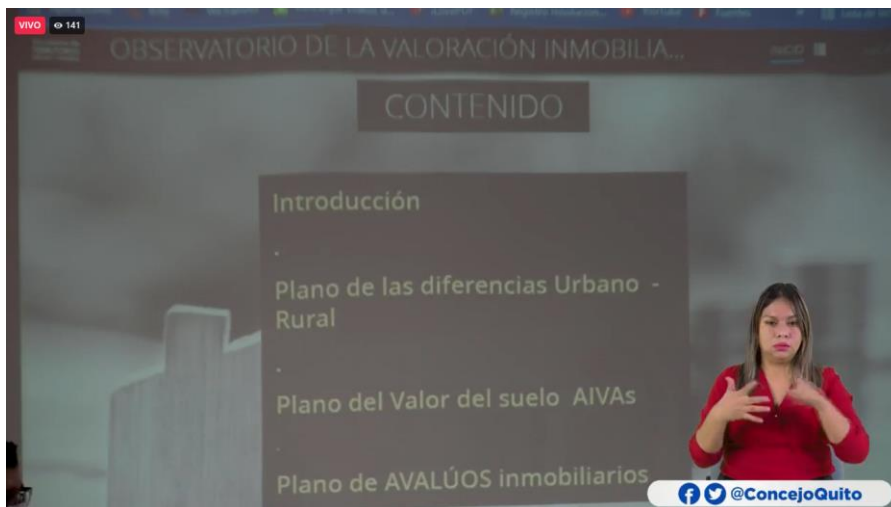 VIVO 141
OBSERVATORIO DE LA VALORACIÓN INMOBILIA...
INICIO
CONTENIDO
Introducción
.
Plano de las diferencias Urbano -
Rural
.
Plano del Valor del suelo AIVAs
.
Plano de AVALÚOS inmobiliarios
@ConcejoQuito